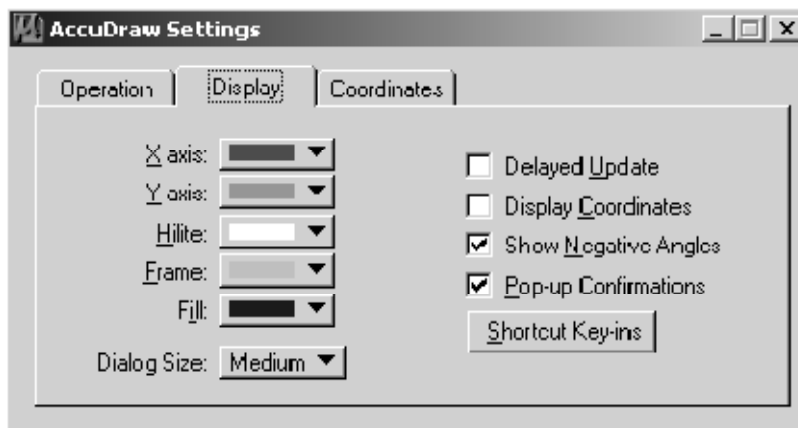 AccuDraw Settings
Operation
Display
Coordinates
X axis:
Y axis:
Hilite:
Frame:
Fill:
Dialog Size: Medium
Delayed Update
Display Coordinates
Show Negative Angles
Pop-up Confirmations
Shortcut Key-ins